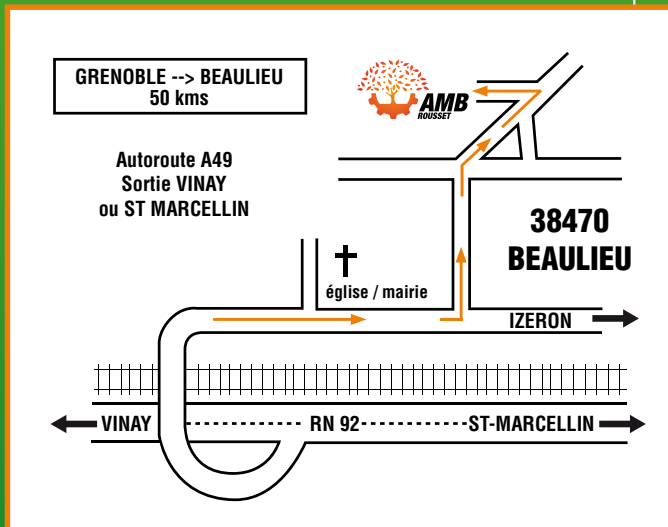 GRENOBLE --> BEAULIEU
50 kms
AMB
ROUSSET
Autoroute A49
Sortie VINAY
ou ST MARCELLIN
38470
BEAULIEU
église / mairie
IZERON
VINAY
RN 92
ST-MARCELLIN